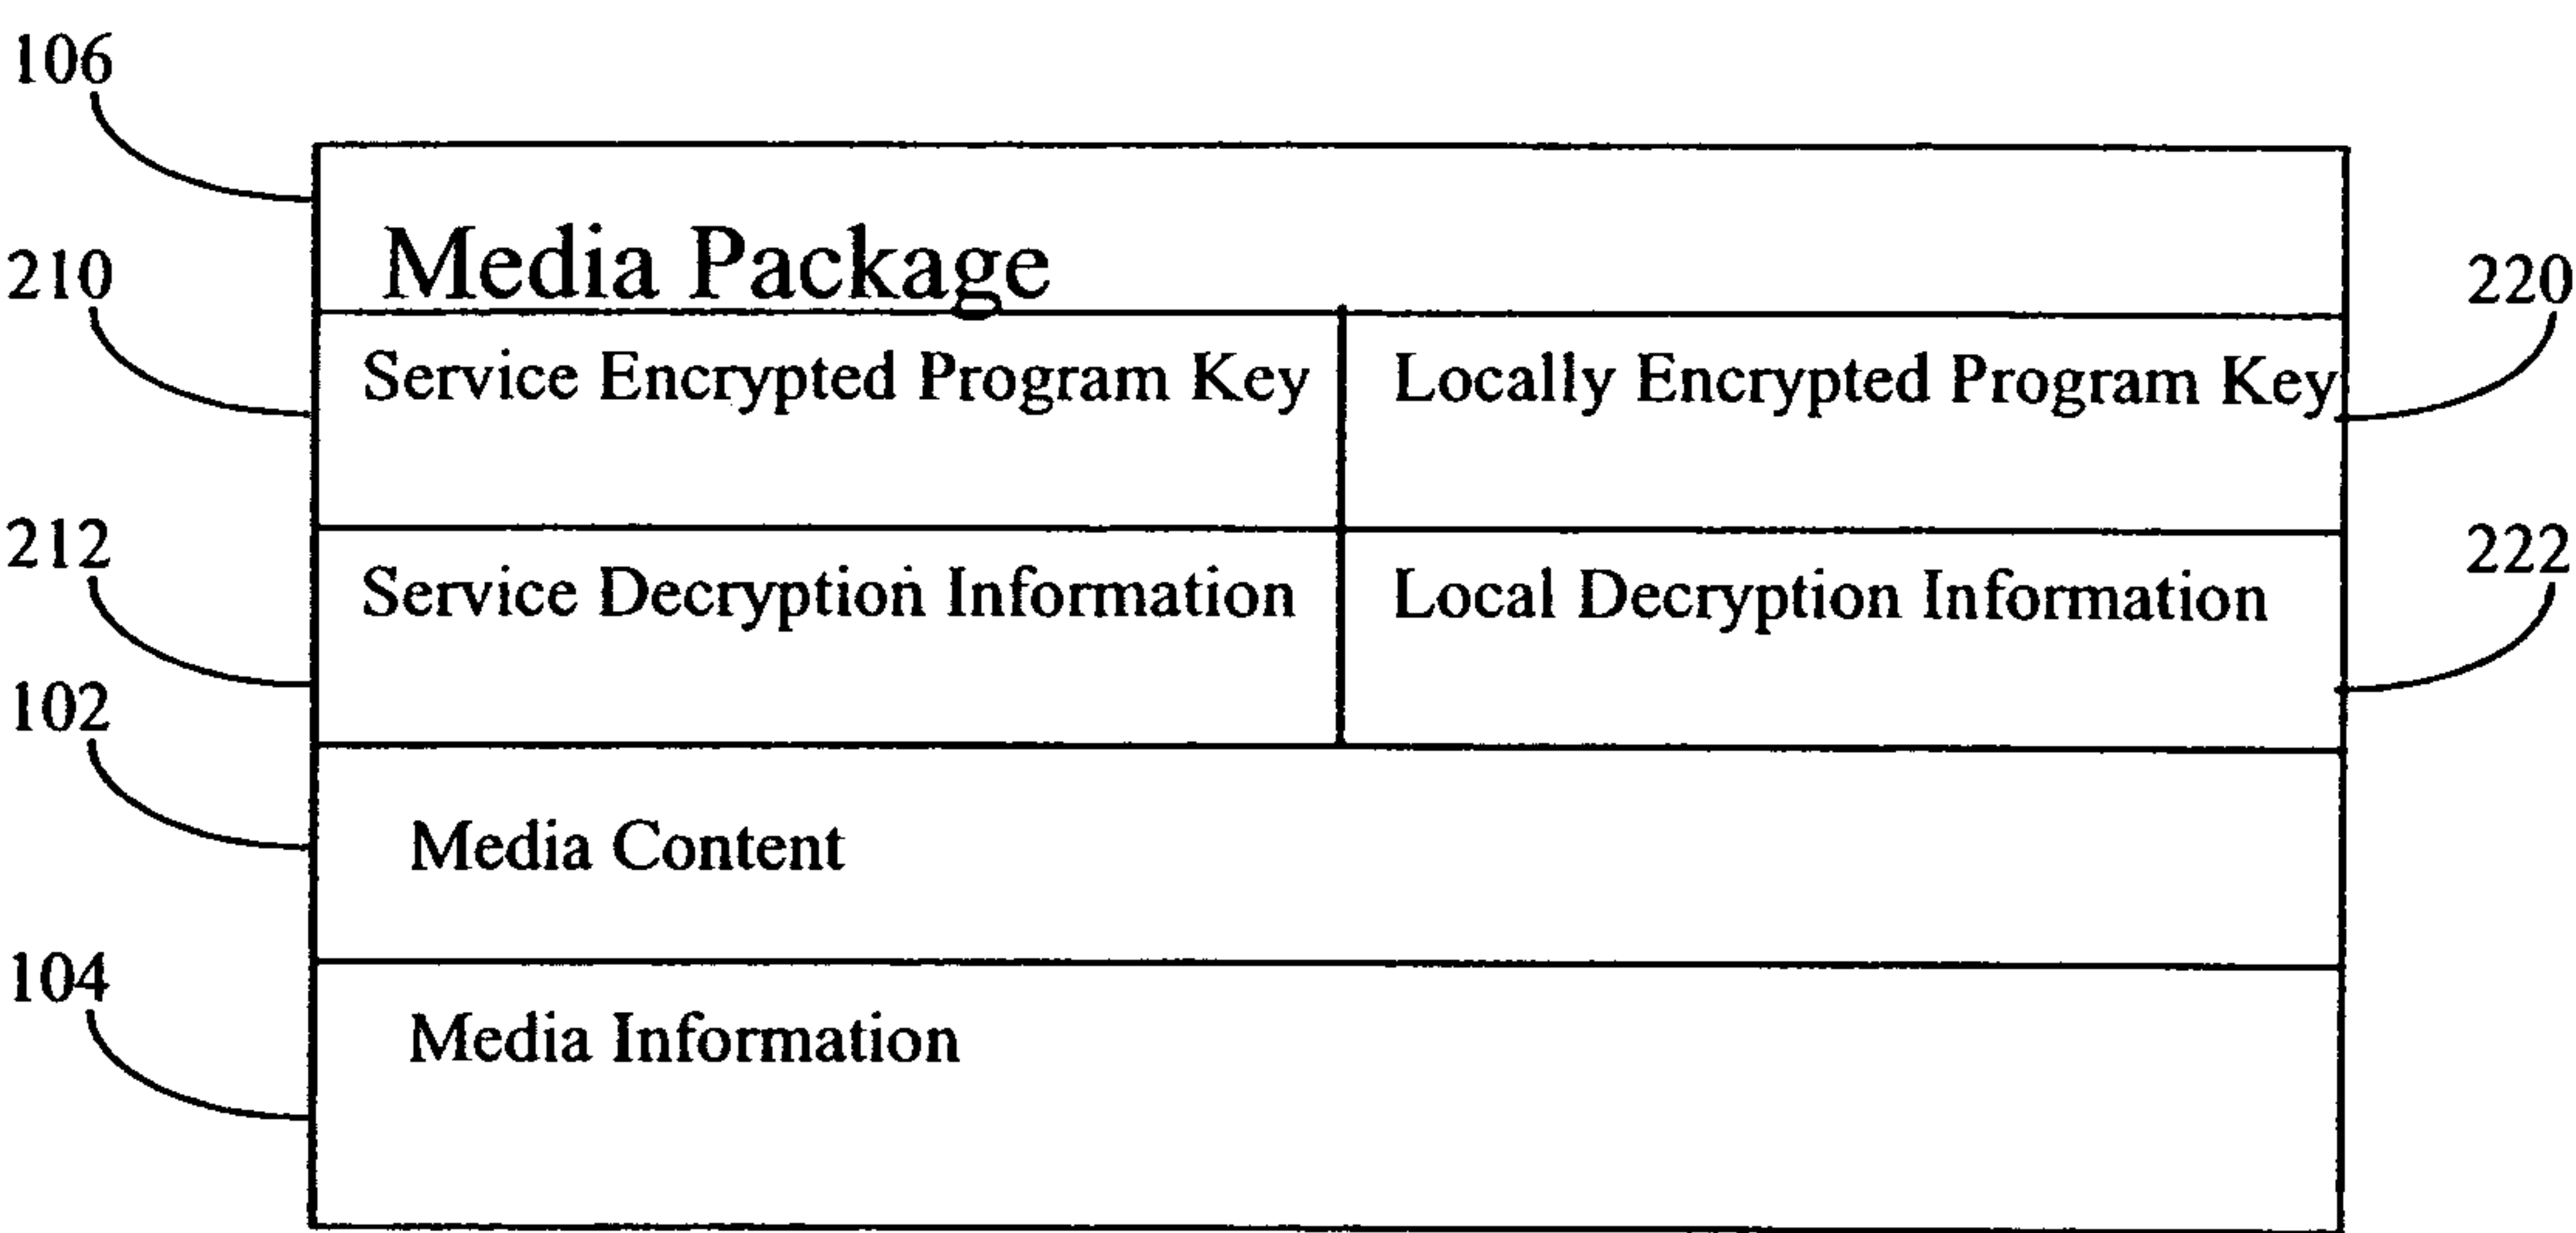 106
Media Package
210
220
Service Encrypted Program Key
Locally Encrypted Program Key
212
222
Service Decryption Information
Local Decryption Information
102
Media Content
104
Media Information